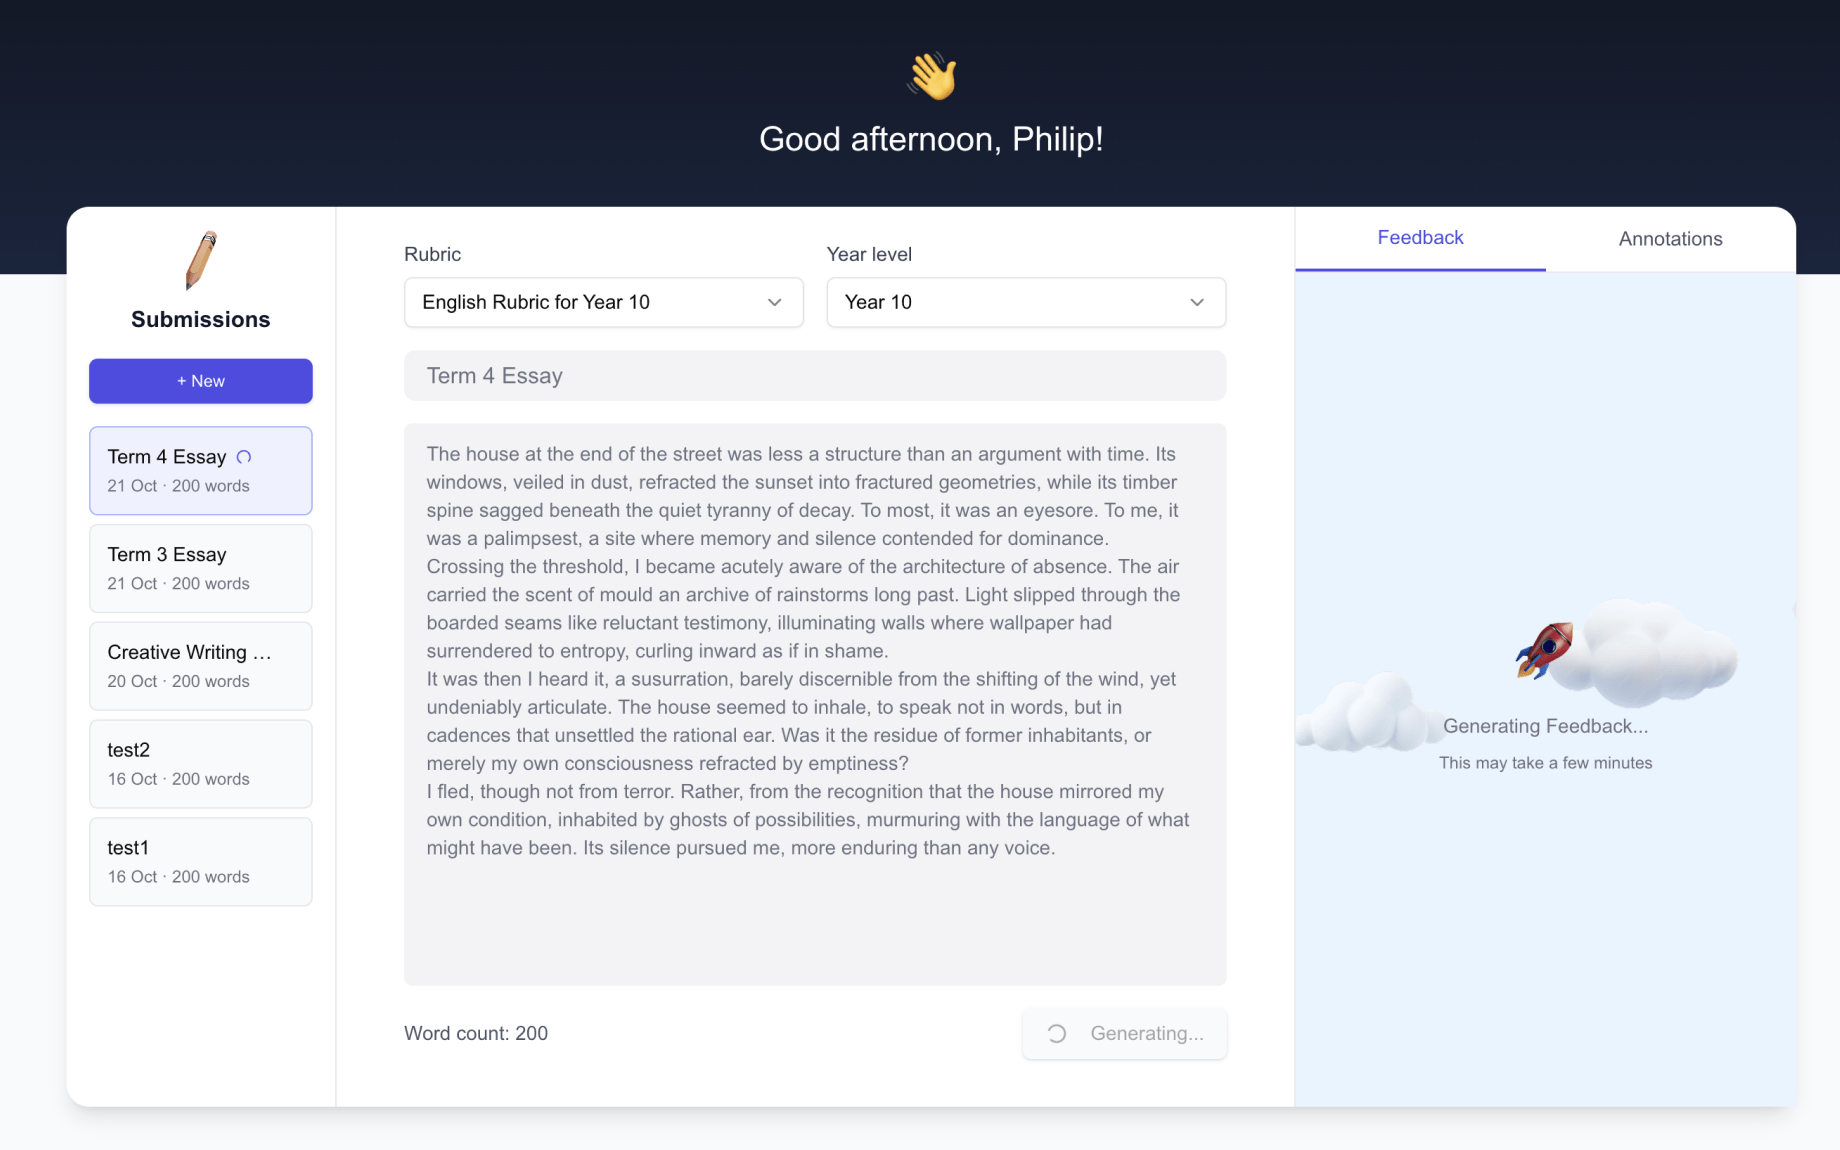 Good afternoon, Philip!
Submissions
+ New
Term 4 Essay
21 Oct · 200 words
Term 3 Essay
21 Oct · 200 words
Creative Writing ...
20 Oct · 200 words
test2
16 Oct · 200 words
test1
16 Oct · 200 words
Rubric
English Rubric for Year 10
Year level
Year 10
Term 4 Essay
The house at the end of the street was less a structure than an argument with time. Its
windows, veiled in dust, refracted the sunset into fractured geometries, while its timber
spine sagged beneath the quiet tyranny of decay. To most, it was an eyesore. To me, it
was a palimpsest, a site where memory and silence contended for dominance.
Crossing the threshold, I became acutely aware of the architecture of absence. The air
carried the scent of mould an archive of rainstorms long past. Light slipped through the
boarded seams like reluctant testimony, illuminating walls where wallpaper had
surrendered to entropy, curling inward as if in shame.
It was then I heard it, a susurration, barely discernible from the shifting of the wind, yet
undeniably articulate. The house seemed to inhale, to speak not in words, but in
cadences that unsettled the rational ear. Was it the residue of former inhabitants, or
merely my own consciousness refracted by emptiness?
I fled, though not from terror. Rather, from the recognition that the house mirrored my
own condition, inhabited by ghosts of possibilities, murmuring with the language of what
might have been. Its silence pursued me, more enduring than any voice.
Word count: 200
Generating...
Feedback
Annotations
Generating Feedback...
This may take a few minutes